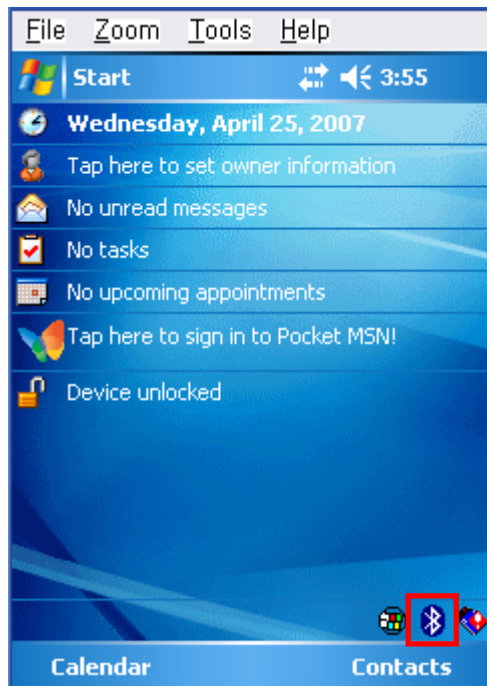 File Zoom Tools Help
Start 3:55
Wednesday, April 25, 2007
Tap here to set owner information
No unread messages
No tasks
No upcoming appointments
Tap here to sign in to Pocket MSN!
Device unlocked
Calendar Contacts